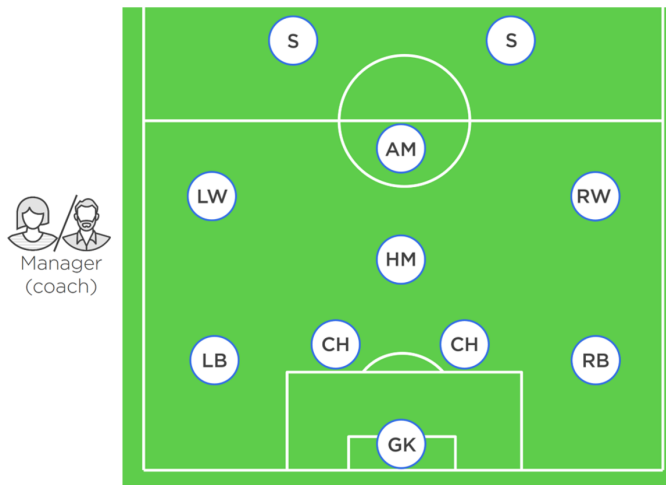 S S
AM
LW RW
HM
Manager
(coach)
CH CH
LB RB
GK